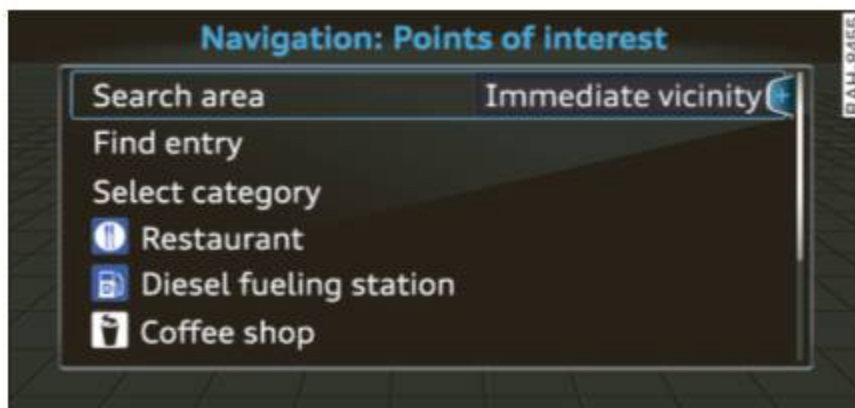 Navigation: Points of interest
Search area Immediate vicinity
Find entry
Select category
Restaurant
Diesel fueling station
Coffee shop